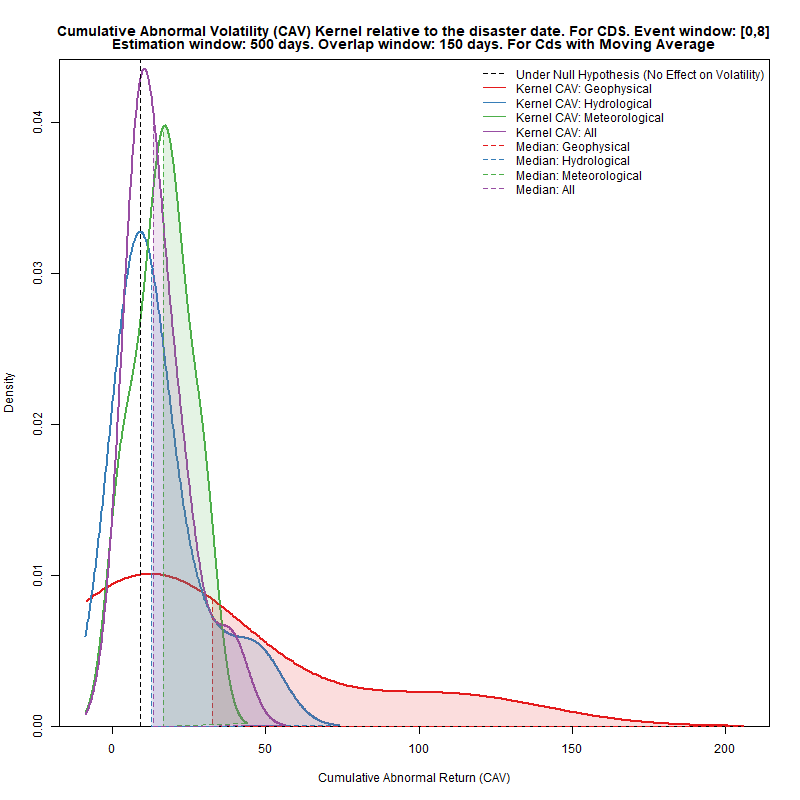 Cumulative Abnormal Volatility (CAV) Kernel relative to the disaster date. For CDS. Event window: [0,8]
Estimation window: 500 days. Overlap window: 150 days. For Cds with Moving Average
Under Null Hypothesis (No Effect on Volatility)
Kernel CAV: Geophysical
Kernel CAV: Hydrological
Kernel CAV: Meteorological
Kernel CAV: All
Median: Geophysical
Median: Hydrological
Median: Meteorological
Median: All
Density
0.04
0.03
0.02
0.01
0.00
0
50
100
150
200
Cumulative Abnormal Return (CAV)